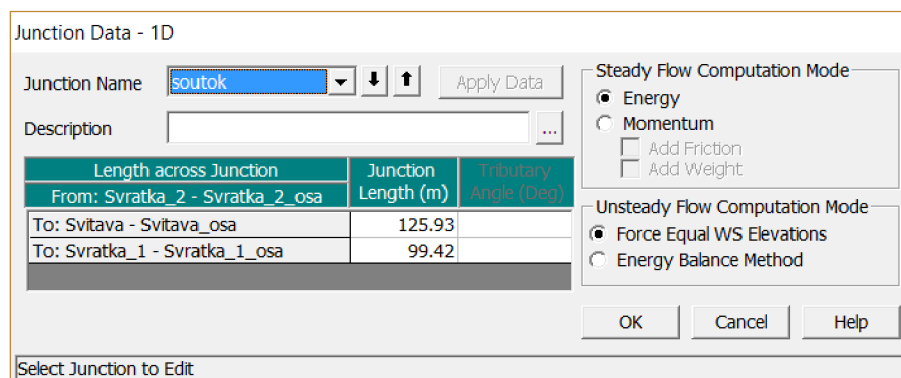 Junction Data - 1D
Junction Name soutok Apply Data
Description ...
Length across Junction Junction Length (m) Tributary Angle (Deg)
From: Svratka_2 - Svratka_2_osa
To: Svitava - Svitava_osa 125.93
To: Svratka_1 - Svratka_1_osa 99.42
Steady Flow Computation Mode
Energy
Momentum
Add Friction
Add Weight
Unsteady Flow Computation Mode
Force Equal WS Elevations
Energy Balance Method
OK Cancel Help
Select Junction to Edit